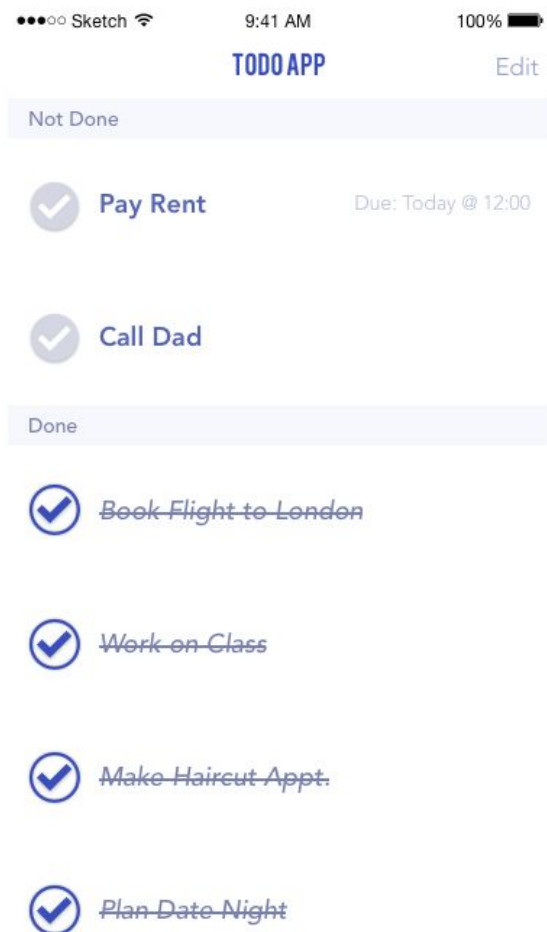 Sketch 9:41 AM 100%
TODO APP Edit
Not Done
Pay Rent Due: Today @ 12:00
Call Dad
Done
Book Flight to London
Work on Class
Make Haircut Appt.
Plan Date Night